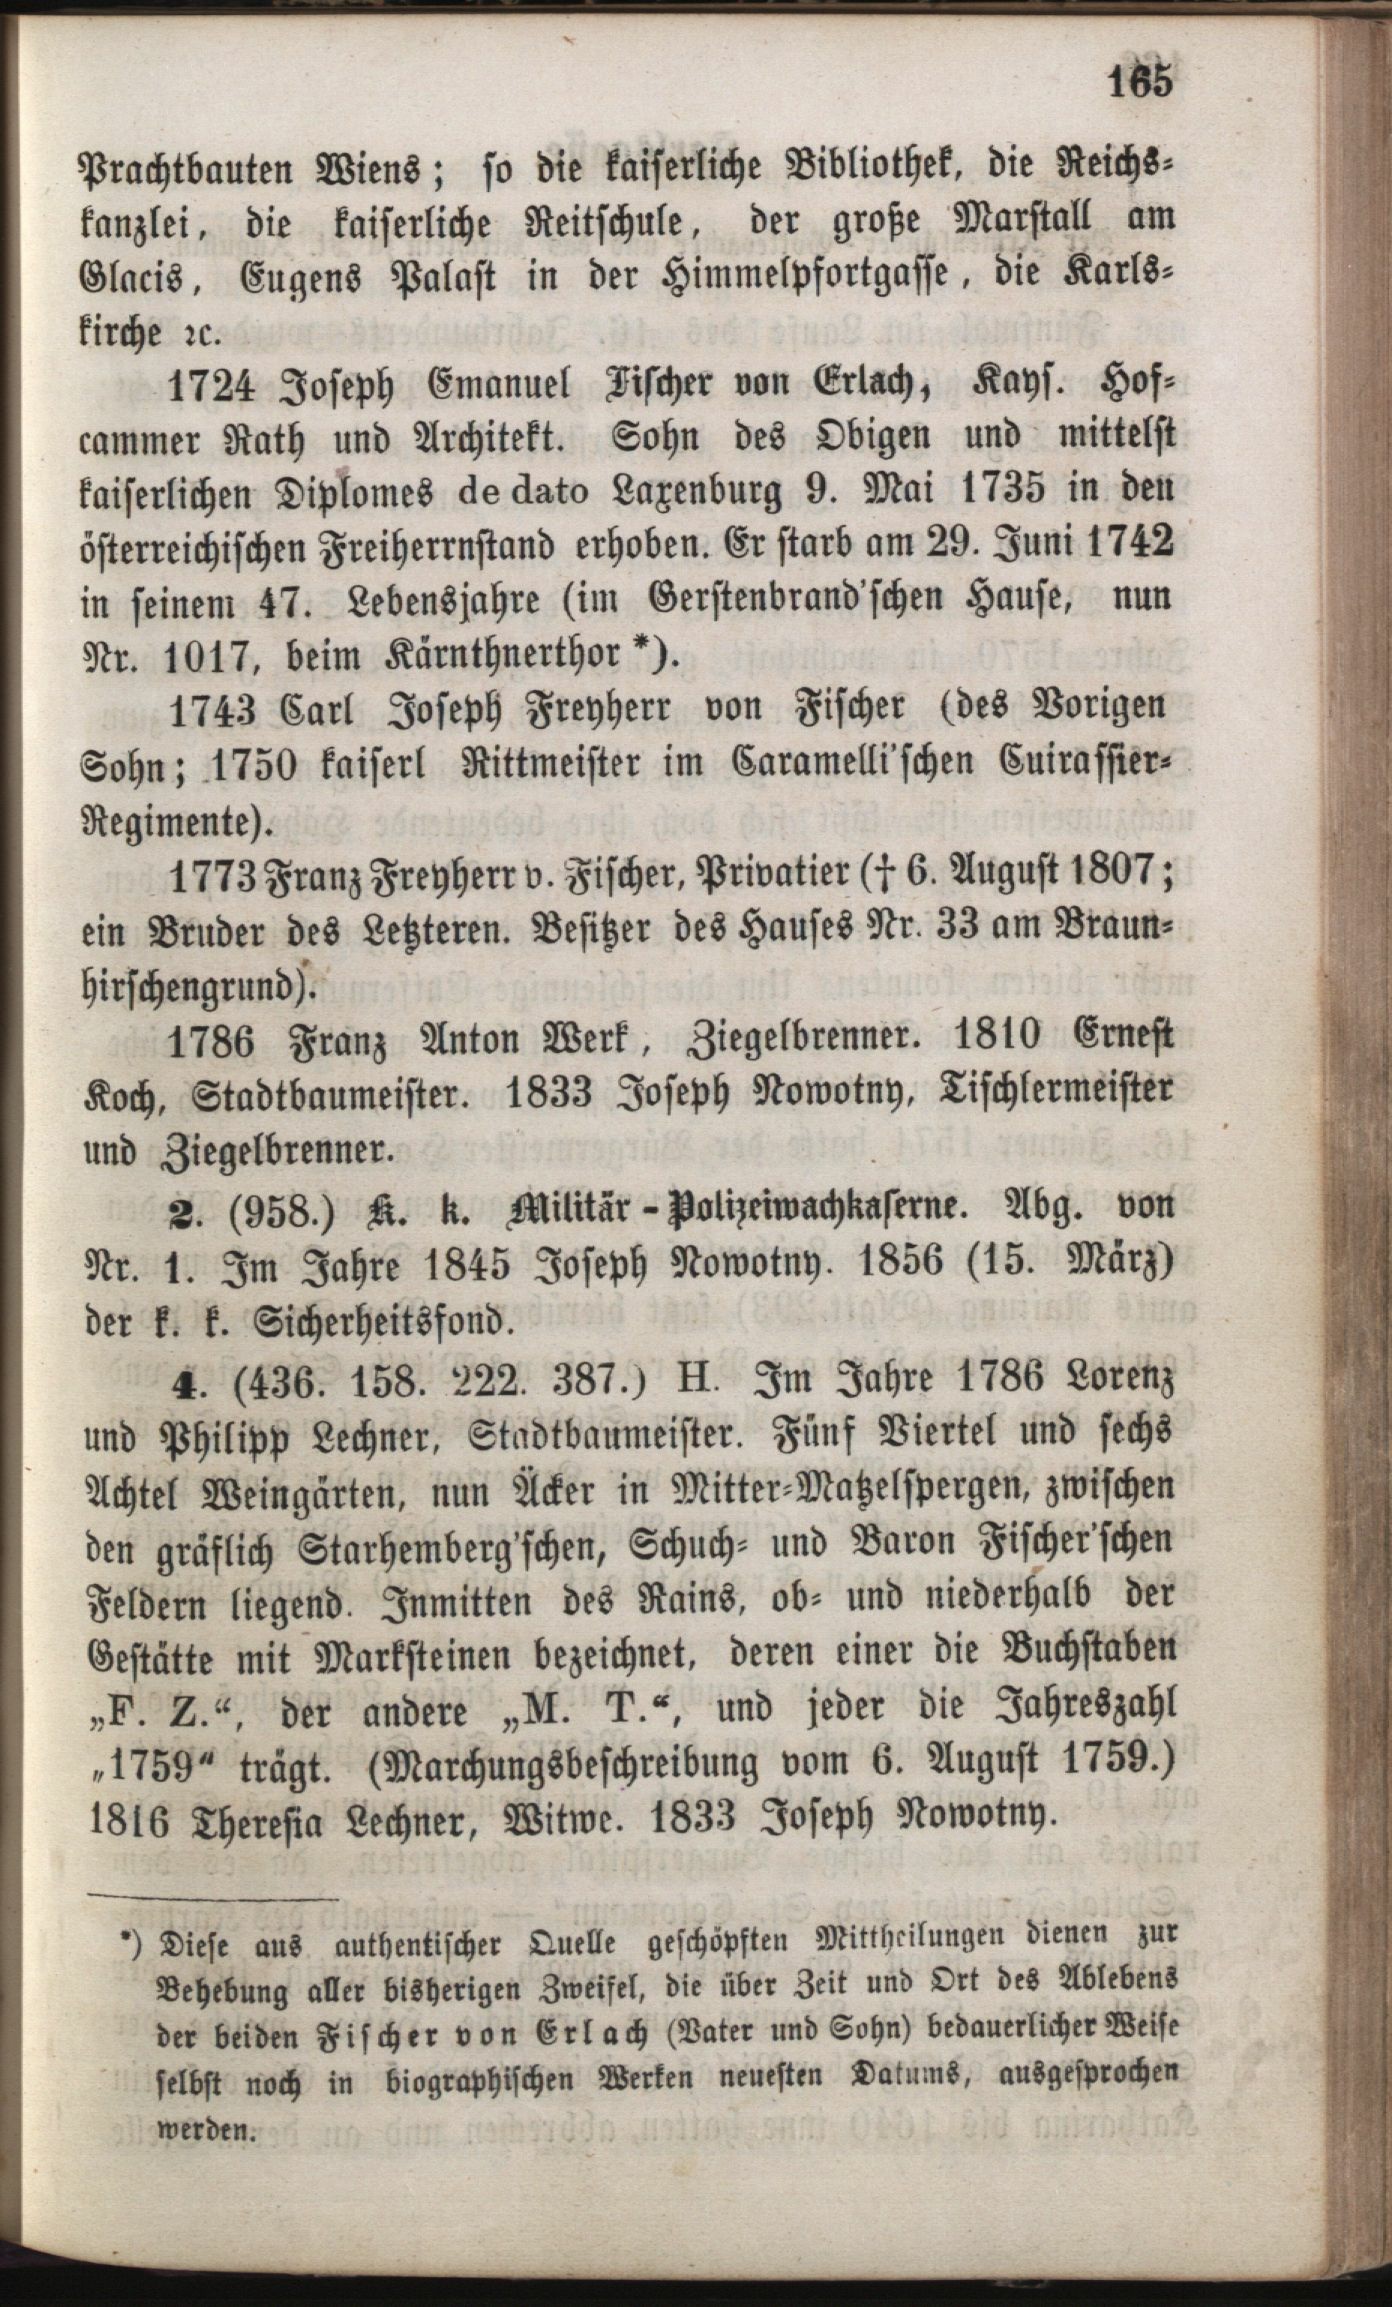 165
Prachtbauten Wiens; so die kaiserliche Bibliothek, die Reichs-
kanzlei, die kaiserliche Reitschule, der große Marstall am
Glacis, Eugens Palast in der Himmelpfortgasse, die Karls-
kirche ꝛc.
1724 Joseph Emanuel Fischer von Erlach, Kays. Hof-
cammer Rath und Architekt. Sohn des Obigen und mittelst
kaiserlichen Diplomes de dato Laxenburg 9. Mai 1735 in den
österreichischen Freiherrnstand erhoben. Er starb am 29. Juni 1742
in seinem 47. Lebensjahre (im Gerstenbrand'schen Hause, nun
Nr. 1017, beim Kärnthnerthor *).
1743 Carl Joseph Freyherr von Fischer (des Vorigen
Sohn; 1750 kaiserl Rittmeister im Caramelli'schen Cuirassier-
Regimente).
1773 Franz Freyherr v. Fischer, Privatier († 6. August 1807;
ein Bruder des Letzteren. Besitzer des Hauses Nr. 33 am Braun-
hirschengrund).
1786 Franz Anton Werk, Ziegelbrenner. 1810 Ernest
Koch, Stadtbaumeister. 1833 Joseph Nowotny, Tischlermeister
und Ziegelbrenner.
2. (958.) K. k. Militär-Polizeiwachkaserne. Abg. von
Nr. 1. Im Jahre 1845 Joseph Nowotny. 1856 (15. März)
der k. k. Sicherheitsfond.
4. (436. 158. 222. 387.) H. Im Jahre 1786 Lorenz
und Philipp Lechner, Stadtbaumeister. Fünf Viertel und sechs
Achtel Weingärten, nun Äcker in Mitter-Matzelspergen, zwischen
den gräflich Starhemberg'schen, Schuch- und Baron Fischer'schen
Feldern liegend. Inmitten des Rains, ob- und niederhalb der
Gestätte mit Marksteinen bezeichnet, deren einer die Buchstaben
„F. Z.“, der andere „M. T.“, und jeder die Jahreszahl
„1759“ trägt. (Marchungsbeschreibung vom 6. August 1759.)
1816 Theresia Lechner, Witwe. 1833 Joseph Nowotny.
*) Diese aus authentischer Quelle geschöpften Mittheilungen dienen zur
Behebung aller bisherigen Zweifel, die über Zeit und Ort des Ablebens
der beiden Fischer von Erlach (Vater und Sohn) bedauerlicher Weise
selbst noch in biographischen Werken neuesten Datums, ausgesprochen
werden.